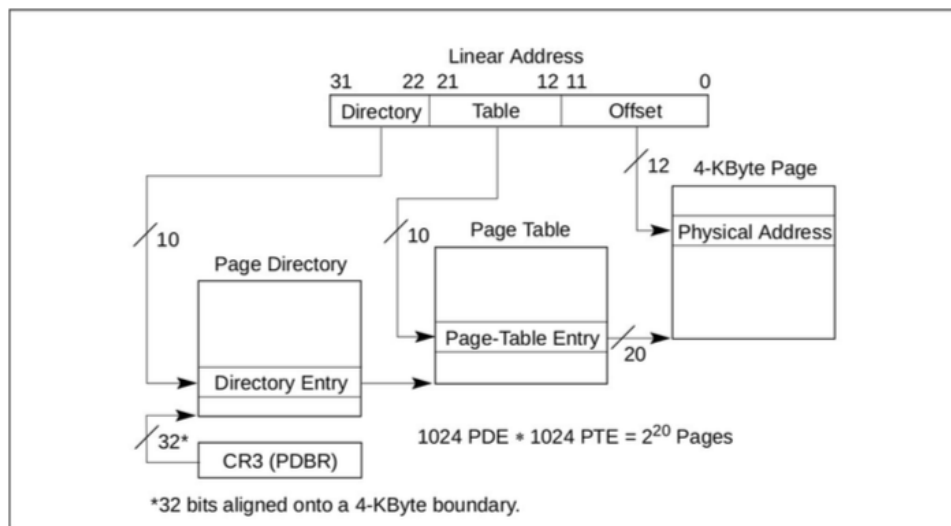 Linear Address
31 22 21 12 11 0
Directory Table Offset
12 4-KByte Page
10 10 Page Table Physical Address
Page Directory
Page-Table Entry
20
Directory Entry
32* 1024 PDE * 1024 PTE = 2²⁰ Pages
CR3 (PDBR)
*32 bits aligned onto a 4-KByte boundary.